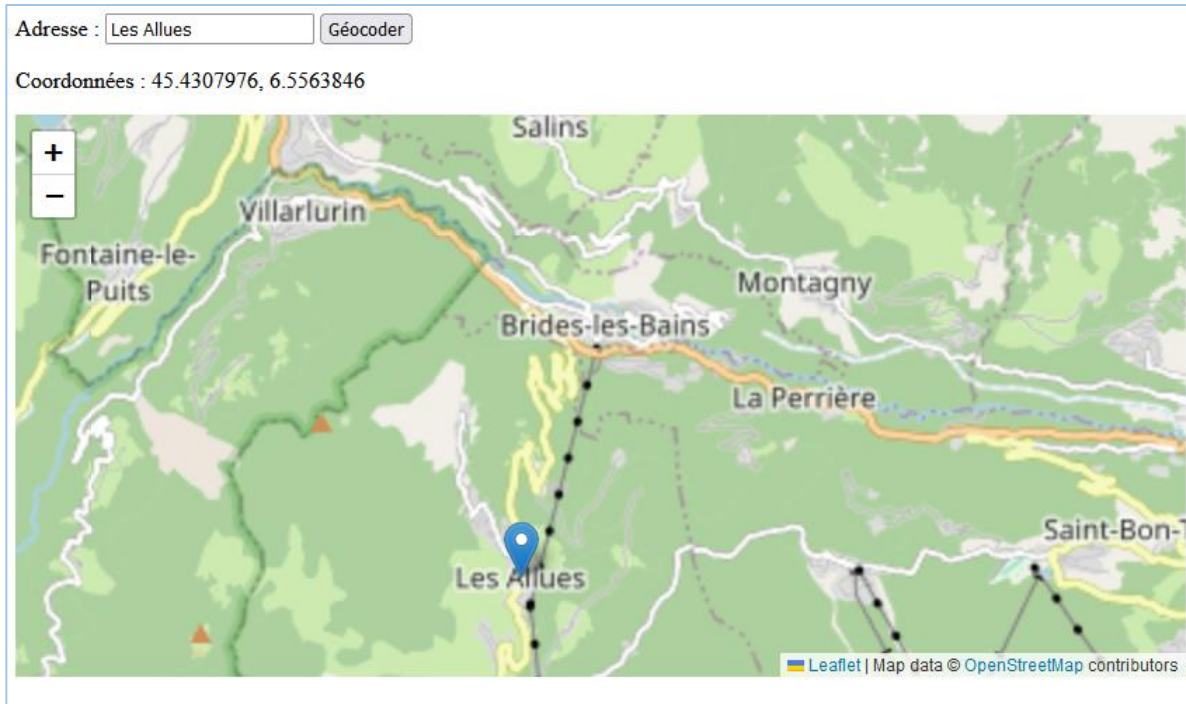 Adresse : Les Allues Géocoder
Coordonnées : 45.4307976, 6.5563846
+
−
Salins
Villarlurin
Fontaine-le-
Puits
Montagny
Brides-les-Bains
La Perrière
Saint-Bon-T
Les Allues
Leaflet | Map data © OpenStreetMap contributors